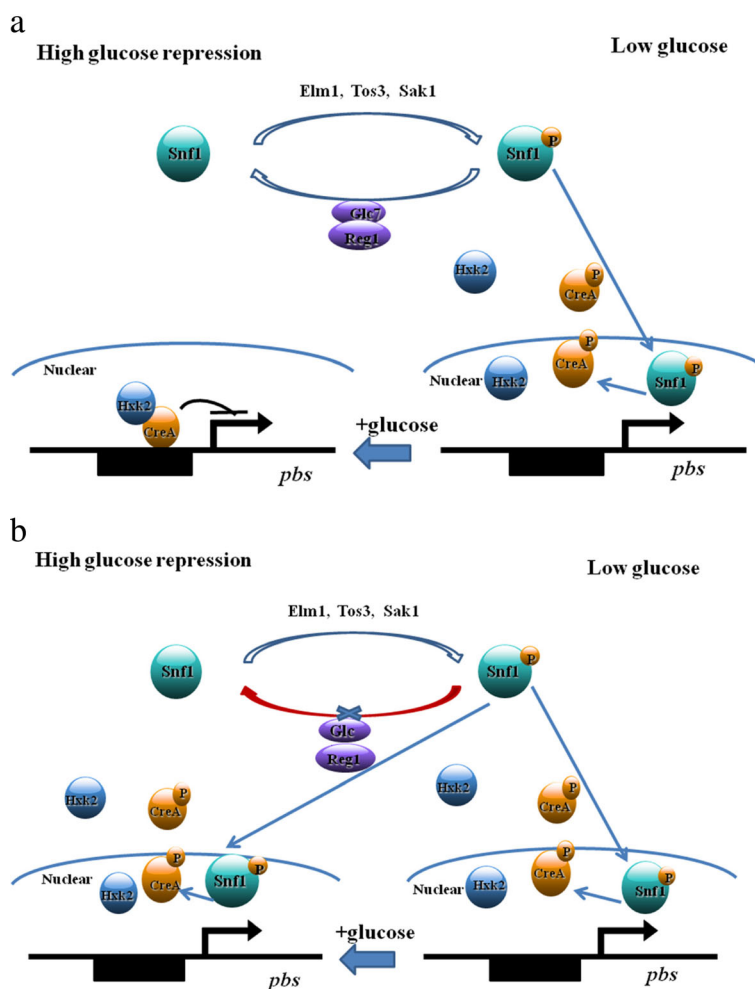 a
High glucose repression
Low glucose
Elm1, Tos3, Sak1
Snf1
Snf1
P
Glc7
Reg1
Hxk2
P
CreA
P
CreA
Nuclear
Nuclear
Hxk2
Snf1
P
Hxk2
CreA
+glucose
pbs
pbs
b
High glucose repression
Low glucose
Elm1, Tos3, Sak1
Snf1
Snf1
P
Glc
Reg1
Hxk2
P
CreA
Hxk2
P
CreA
P
CreA
Snf1
P
Nuclear
Hxk2
P
CreA
Nuclear
Hxk2
Snf1
P
+glucose
pbs
pbs